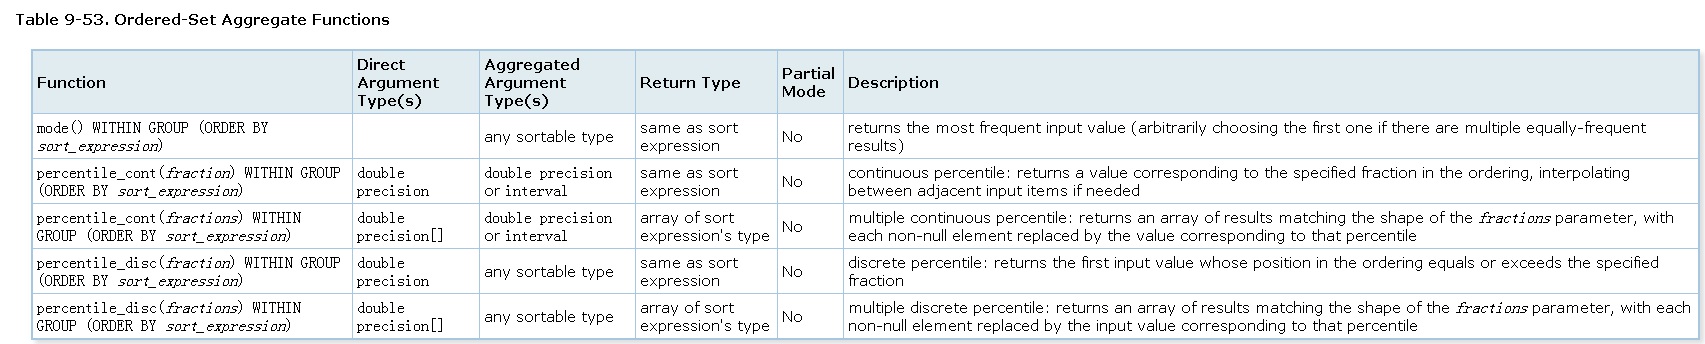 Table 9-53. Ordered-Set Aggregate Functions
Function
Direct
Argument
Type(s)
Aggregated
Argument
Type(s)
Return Type
Partial
Mode
Description
mode() WITHIN GROUP (ORDER BY
sort_expression)
any sortable type
same as sort
expression
No
returns the most frequent input value (arbitrarily choosing the first one if there are multiple equally-frequent
results)
percentile_cont(fraction) WITHIN GROUP
(ORDER BY sort_expression)
double
precision
double precision
or interval
same as sort
expression
No
continuous percentile: returns a value corresponding to the specified fraction in the ordering, interpolating
between adjacent input items if needed
percentile_cont(fractions) WITHIN
GROUP (ORDER BY sort_expression)
double
precision[]
double precision
or interval
array of sort
expression's type
No
multiple continuous percentile: returns an array of results matching the shape of the fractions parameter, with
each non-null element replaced by the value corresponding to that percentile
percentile_disc(fraction) WITHIN GROUP
(ORDER BY sort_expression)
double
precision
any sortable type
same as sort
expression
No
discrete percentile: returns the first input value whose position in the ordering equals or exceeds the specified
fraction
percentile_disc(fractions) WITHIN
GROUP (ORDER BY sort_expression)
double
precision[]
any sortable type
array of sort
expression's type
No
multiple discrete percentile: returns an array of results matching the shape of the fractions parameter, with each
non-null element replaced by the input value corresponding to that percentile